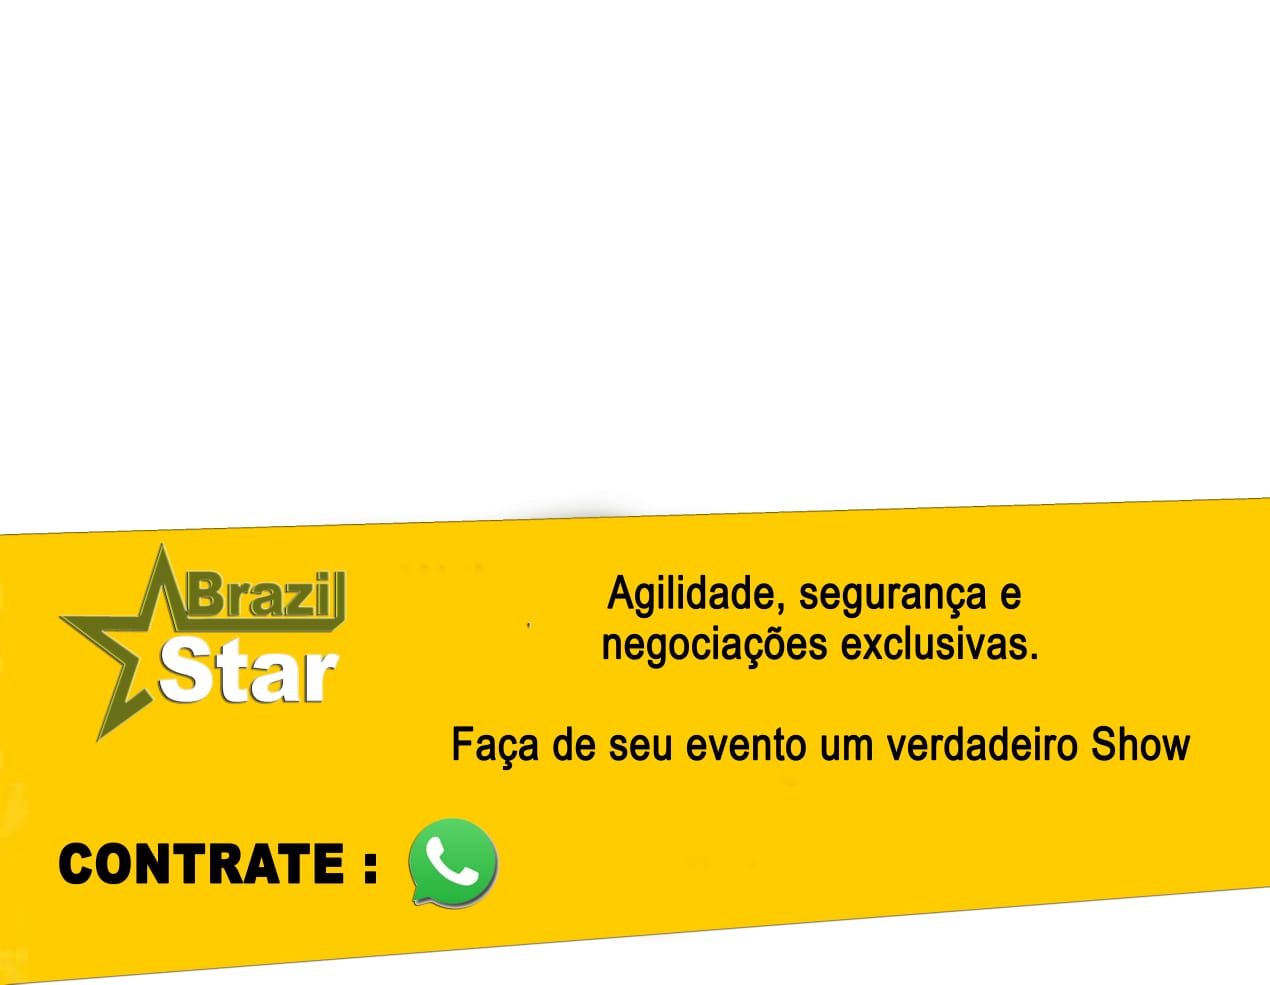 Brazil
Star
Agilidade, segurança e
negociações exclusivas.
Faça de seu evento um verdadeiro Show
CONTRATE :